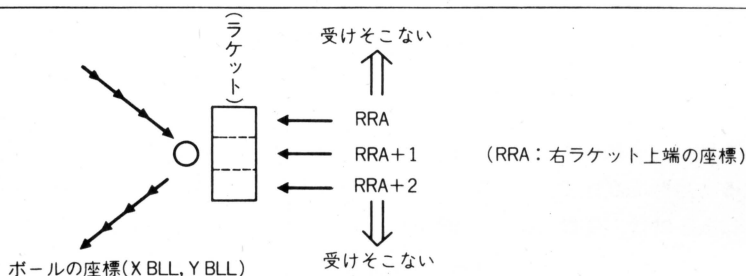 （ラケット）
受けそこない
RRA
RRA+1
(RRA：右ラケット上端の座標)
RRA+2
受けそこない
ボールの座標(X BLL, Y BLL)